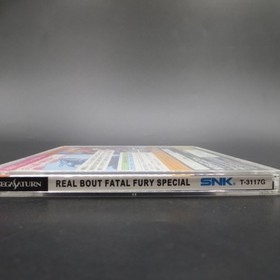 SEGA SATURN REAL BOUT FATAL FURY SPECIAL SNK T-3117G